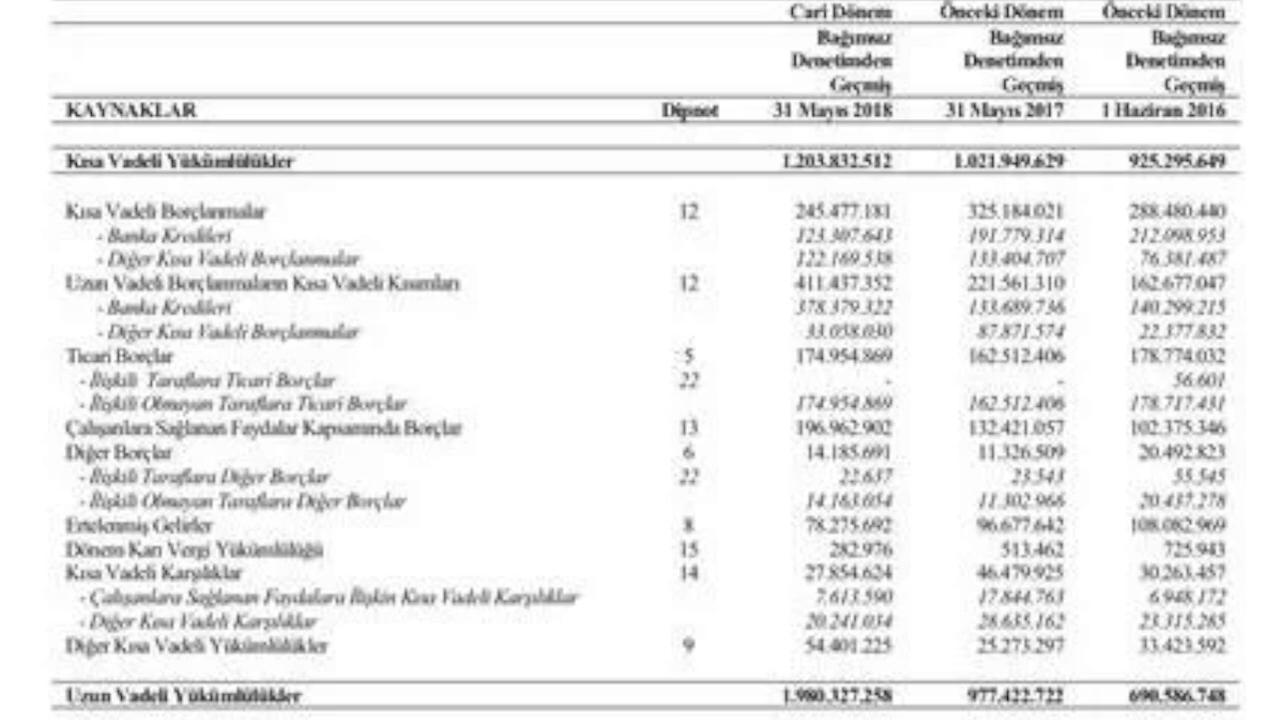 Cari Dönem Önceki Dönem Önceki Dönem
Bağımsız Bağımsız Bağımsız
Denetimden Denetimden Denetimden
Geçmiş Geçmiş Geçmiş
KAYNAKLAR Dipnot 31 Mayıs 2018 31 Mayıs 2017 1 Haziran 2016
Kısa Vadeli Yükümlülükler 1.203.832.512 1.021.949.629 925.295.649
Kısa Vadeli Borçlanmalar 12 245.477.181 325.184.021 288.480.440
- Banka Kredileri 123.307.643 191.779.314 212.098.953
- Diğer Kısa Vadeli Borçlanmalar 122.169.538 133.404.707 76.381.487
Uzun Vadeli Borçlanmaların Kısa Vadeli Kısımları 12 411.437.352 221.561.310 162.677.047
- Banka Kredileri 378.379.322 133.689.736 140.299.215
- Diğer Kısa Vadeli Borçlanmalar 33.058.030 87.871.574 22.377.832
Ticari Borçlar 5 174.954.869 162.512.406 178.774.032
- İlişkili Taraflara Ticari Borçlar 22 - - 56.601
- İlişkili Olmayan Taraflara Ticari Borçlar 174.954.869 162.512.406 178.717.431
Çalışanlara Sağlanan Faydalar Kapsamında Borçlar 13 196.962.902 132.421.057 102.375.346
Diğer Borçlar 6 14.185.691 11.326.509 20.492.823
- İlişkili Taraflara Diğer Borçlar 22 22.637 23.543 55.545
- İlişkili Olmayan Taraflara Diğer Borçlar 14.163.054 11.302.966 20.437.278
Ertelenmiş Gelirler 8 78.275.692 96.677.642 108.082.969
Dönem Karı Vergi Yükümlülüğü 15 282.976 513.462 725.943
Kısa Vadeli Karşılıklar 14 27.854.624 46.479.925 30.263.457
- Çalışanlara Sağlanan Faydalara İlişkin Kısa Vadeli Karşılıklar 7.613.590 17.844.763 6.948.172
- Diğer Kısa Vadeli Karşılıklar 20.241.034 28.635.162 23.315.285
Diğer Kısa Vadeli Yükümlülükler 9 54.401.225 25.273.297 33.423.592
Uzun Vadeli Yükümlülükler 1.980.327.258 977.422.722 690.586.748